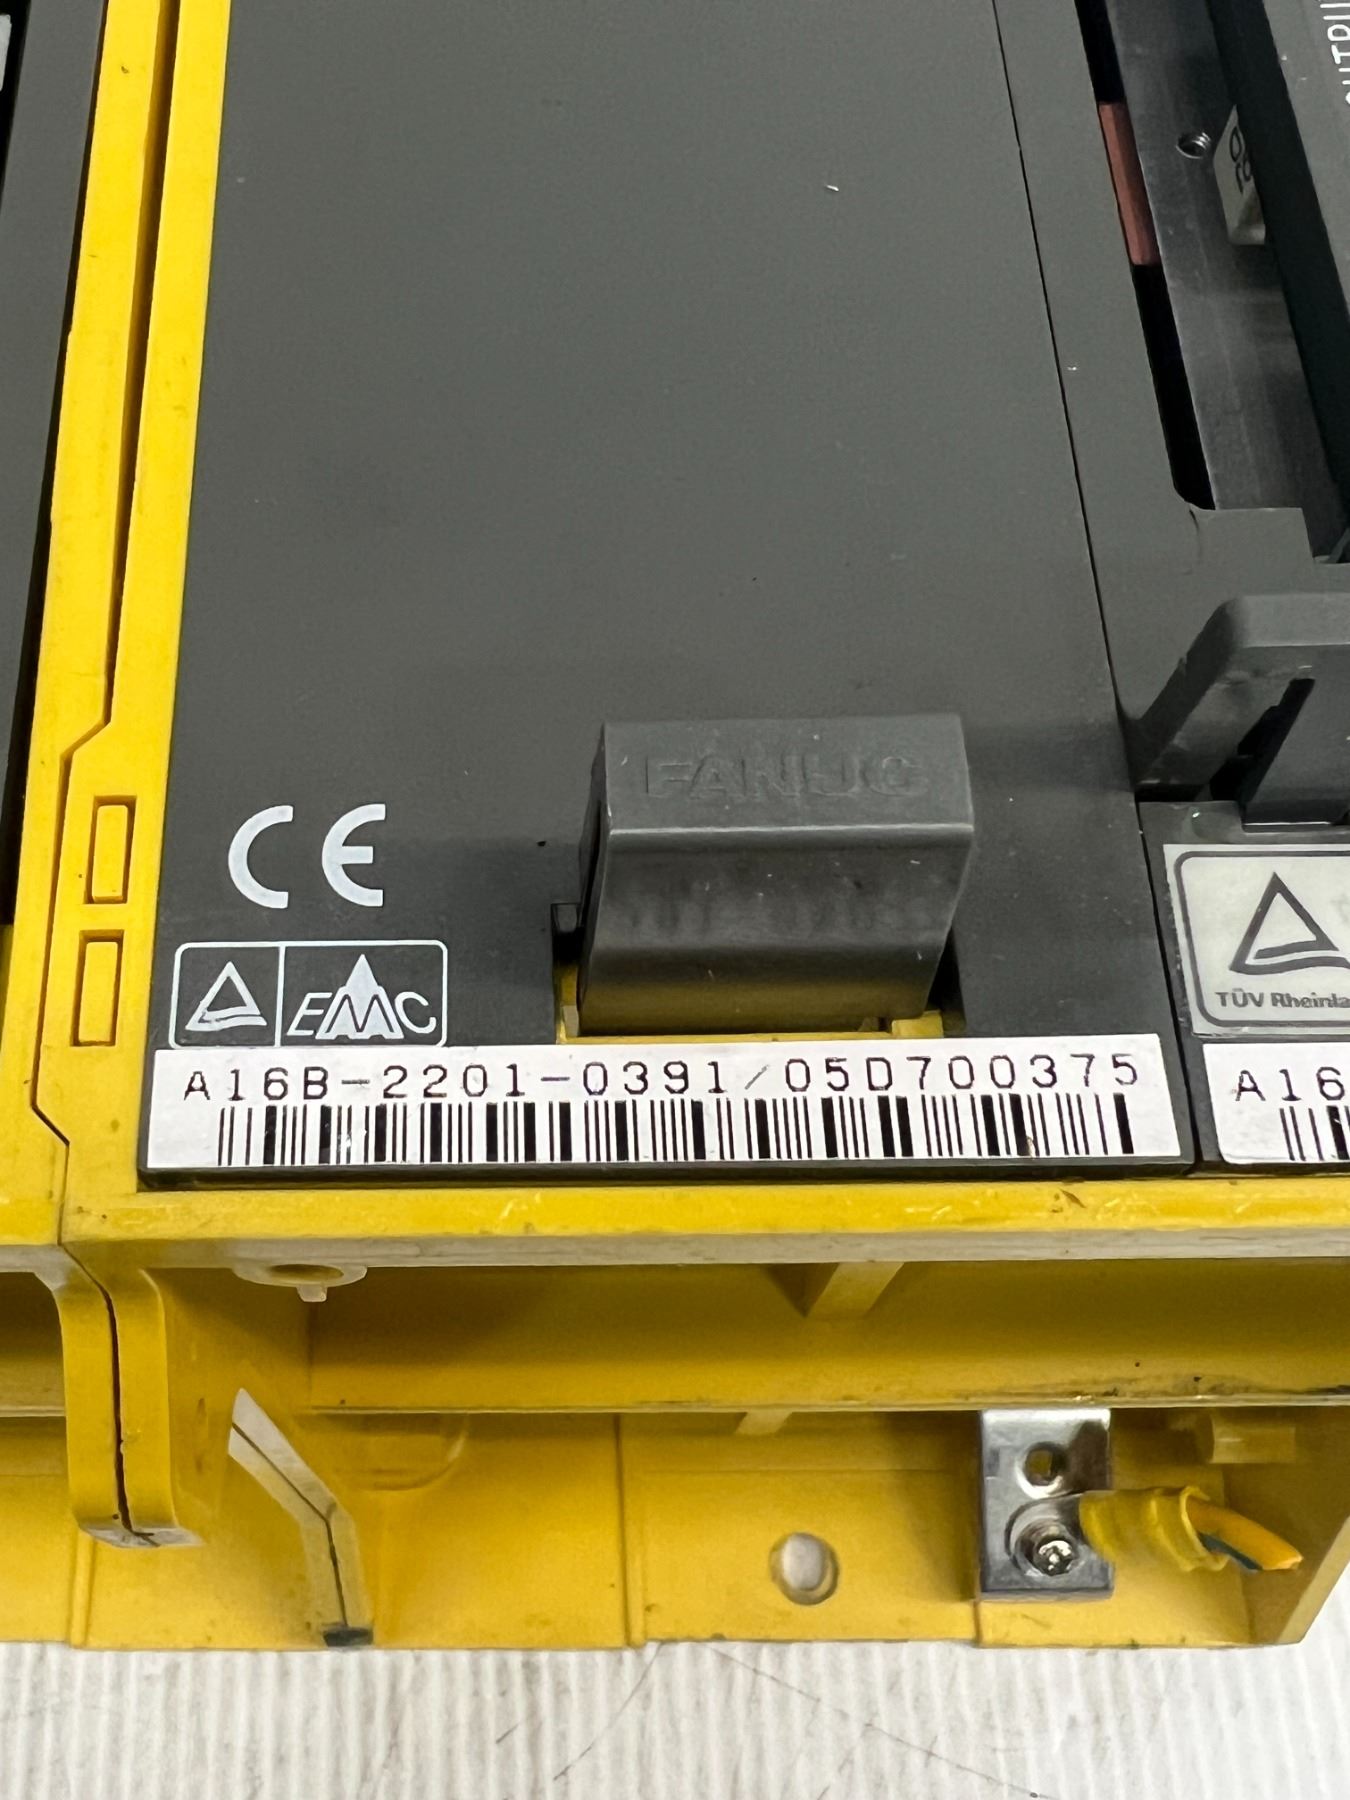 FANUC
CE
EMC
TÜV Rheinla
A16B-2201-0391/05D700375
A16